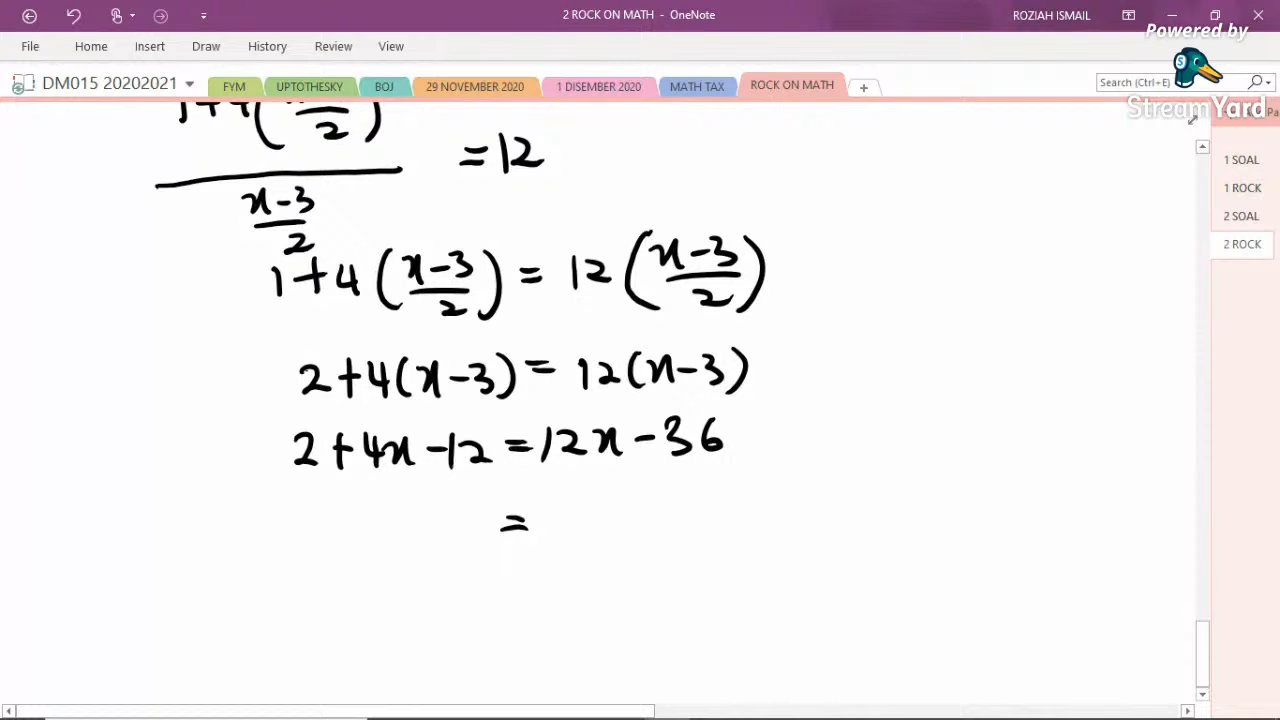 2 ROCK ON MATH - OneNote
ROZIAH ISMAIL
Powered by
StreamYard
File Home Insert Draw History Review View
DM015 20202021
FYM UPTOTHESKY BOJ 29 NOVEMBER 2020 1 DISEMBER 2020 MATH TAX ROCK ON MATH +
Search (Ctrl+E)
Pa
1 SOAL
1 ROCK
2 SOAL
2 ROCK
2
= 12
x-3
2
1+4(x-3/2) = 12(x-3/2)
2+4(x-3) = 12(x-3)
2+4x-12 = 12x-36
=